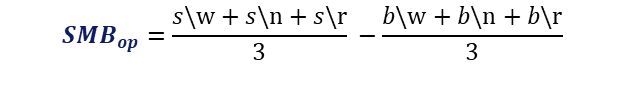 SMB_op = (s\w + s\n + s\r)/3 − (b\w + b\n + b\r)/3